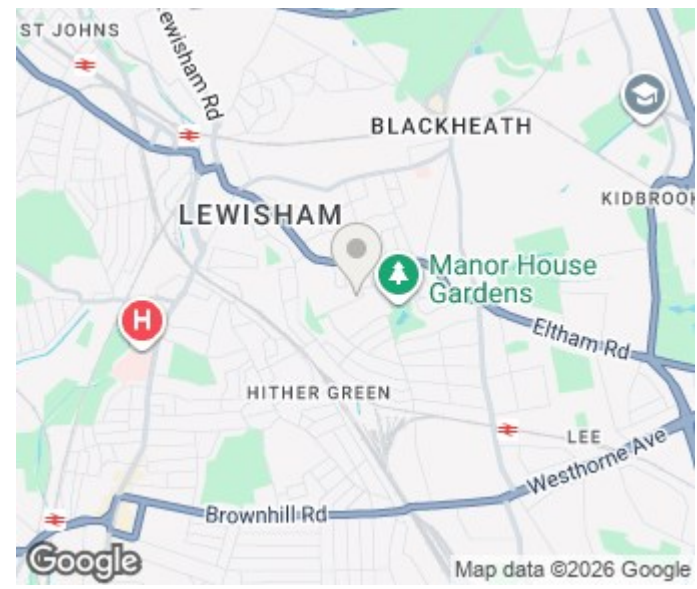 ST JOHNS
Lewisham Rd
BLACKHEATH
KIDBROOK
LEWISHAM
Manor House
Gardens
H
Eltham Rd
HITHER GREEN
LEE
Westhorne Ave
Brownhill Rd
Google
Map data ©2026 Google